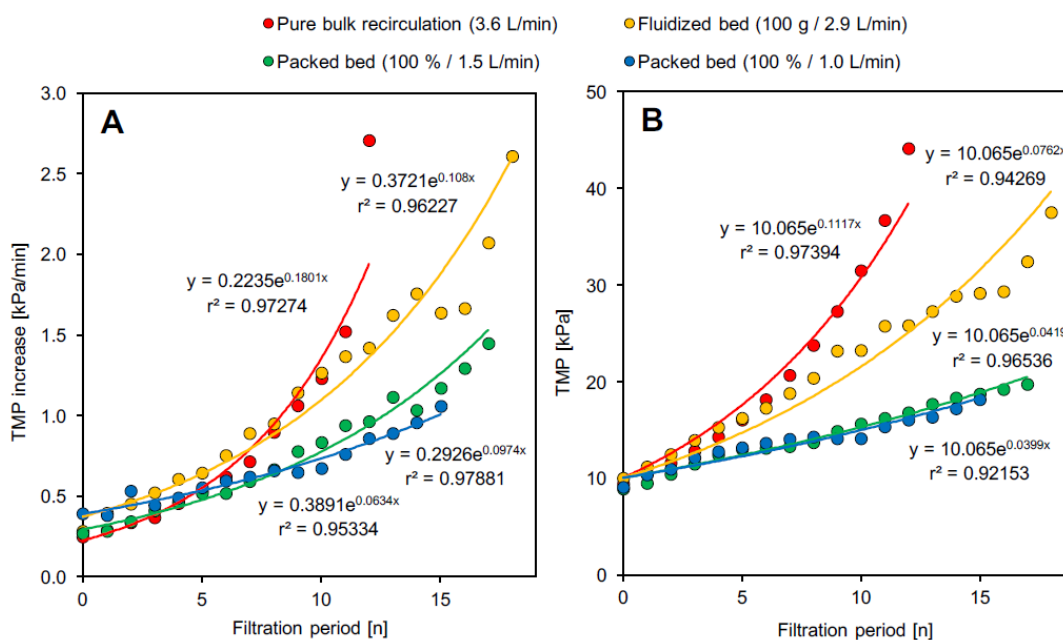 Pure bulk recirculation (3.6 L/min)
Fluidized bed (100 g / 2.9 L/min)
Packed bed (100 % / 1.5 L/min)
Packed bed (100 % / 1.0 L/min)
A
3.0
2.5
2.0
1.5
1.0
0.5
0.0
TMP increase [kPa/min]
y = 0.3721e^0.108x
r² = 0.96227
y = 0.2235e^0.1801x
r² = 0.97274
y = 0.2926e^0.0974x
r² = 0.97881
y = 0.3891e^0.0634x
r² = 0.95334
0 5 10 15
Filtration period [n]
B
50
40
30
20
10
0
TMP [kPa]
y = 10.065e^0.0762x
r² = 0.94269
y = 10.065e^0.1117x
r² = 0.97394
y = 10.065e^0.0419x
r² = 0.96536
y = 10.065e^0.0399x
r² = 0.92153
0 5 10 15
Filtration period [n]